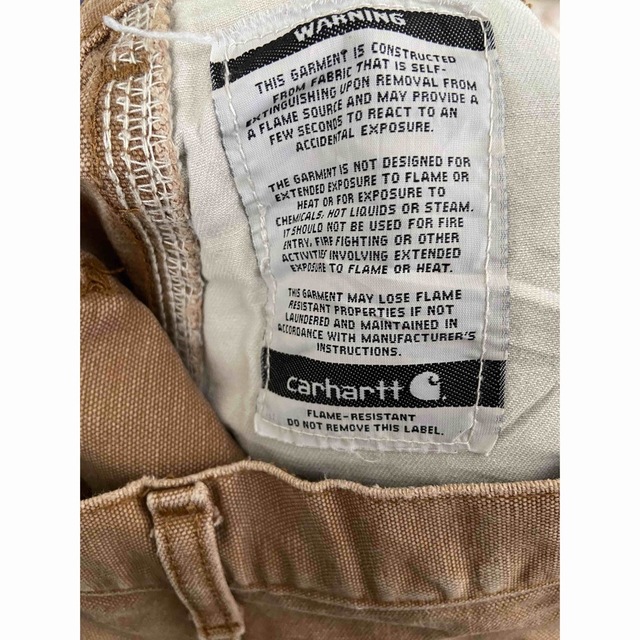 WARNING
THIS GARMENT IS CONSTRUCTED
FROM FABRIC THAT IS SELF-
EXTINGUISHING UPON REMOVAL FROM
A FLAME SOURCE AND MAY PROVIDE A
FEW SECONDS TO REACT TO AN
ACCIDENTAL EXPOSURE.
THE GARMENT IS NOT DESIGNED FOR
EXTENDED EXPOSURE TO FLAME OR
HEAT OR FOR EXPOSURE TO
CHEMICALS, HOT LIQUIDS OR STEAM.
IT SHOULD NOT BE USED FOR FIRE
ENTRY, FIRE FIGHTING OR OTHER
ACTIVITIES INVOLVING EXTENDED
EXPOSURE TO FLAME OR HEAT.
THIS GARMENT MAY LOSE FLAME
RESISTANT PROPERTIES IF NOT
LAUNDERED AND MAINTAINED IN
ACCORDANCE WITH MANUFACTURER'S
INSTRUCTIONS.
carhartt
FLAME-RESISTANT
DO NOT REMOVE THIS LABEL.